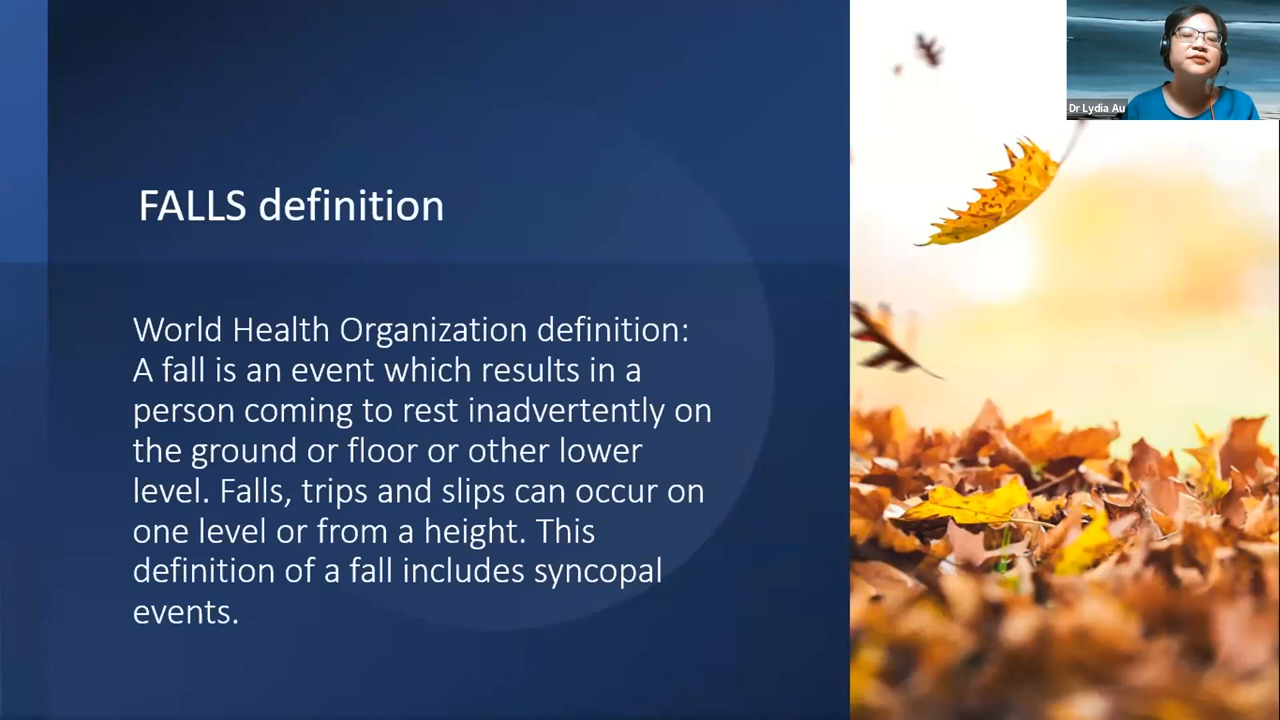 FALLS definition
World Health Organization definition:
A fall is an event which results in a
person coming to rest inadvertently on
the ground or floor or other lower
level. Falls, trips and slips can occur on
one level or from a height. This
definition of a fall includes syncopal
events.
Dr Lydia Au